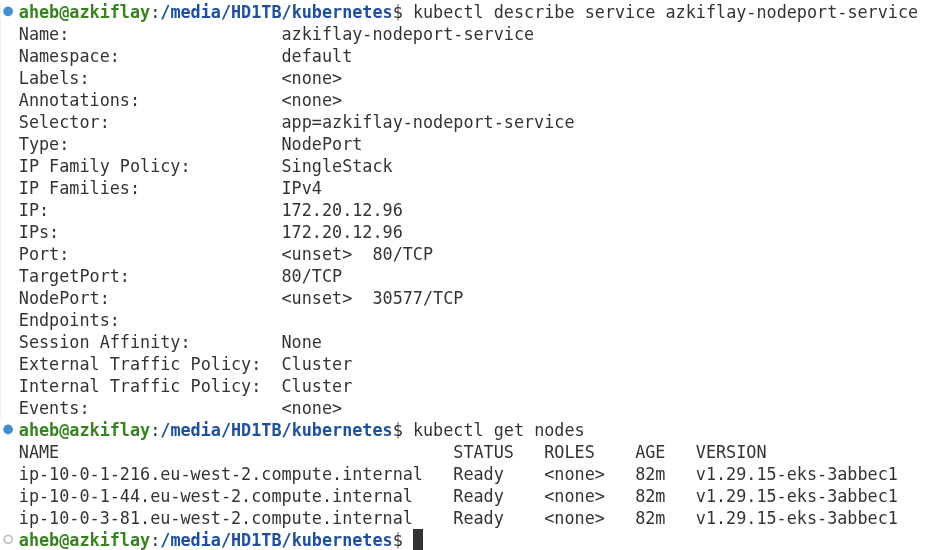 aheb@azkiflay:/media/HD1TB/kubernetes$ kubectl describe service azkiflay-nodeport-service
Name:                     azkiflay-nodeport-service
Namespace:                default
Labels:                   <none>
Annotations:              <none>
Selector:                 app=azkiflay-nodeport-service
Type:                     NodePort
IP Family Policy:         SingleStack
IP Families:              IPv4
IP:                       172.20.12.96
IPs:                      172.20.12.96
Port:                     <unset>  80/TCP
TargetPort:               80/TCP
NodePort:                 <unset>  30577/TCP
Endpoints:
Session Affinity:         None
External Traffic Policy:  Cluster
Internal Traffic Policy:  Cluster
Events:                   <none>
aheb@azkiflay:/media/HD1TB/kubernetes$ kubectl get nodes
NAME                                       STATUS   ROLES    AGE   VERSION
ip-10-0-1-216.eu-west-2.compute.internal   Ready    <none>   82m   v1.29.15-eks-3abbec1
ip-10-0-1-44.eu-west-2.compute.internal    Ready    <none>   82m   v1.29.15-eks-3abbec1
ip-10-0-3-81.eu-west-2.compute.internal    Ready    <none>   82m   v1.29.15-eks-3abbec1
aheb@azkiflay:/media/HD1TB/kubernetes$